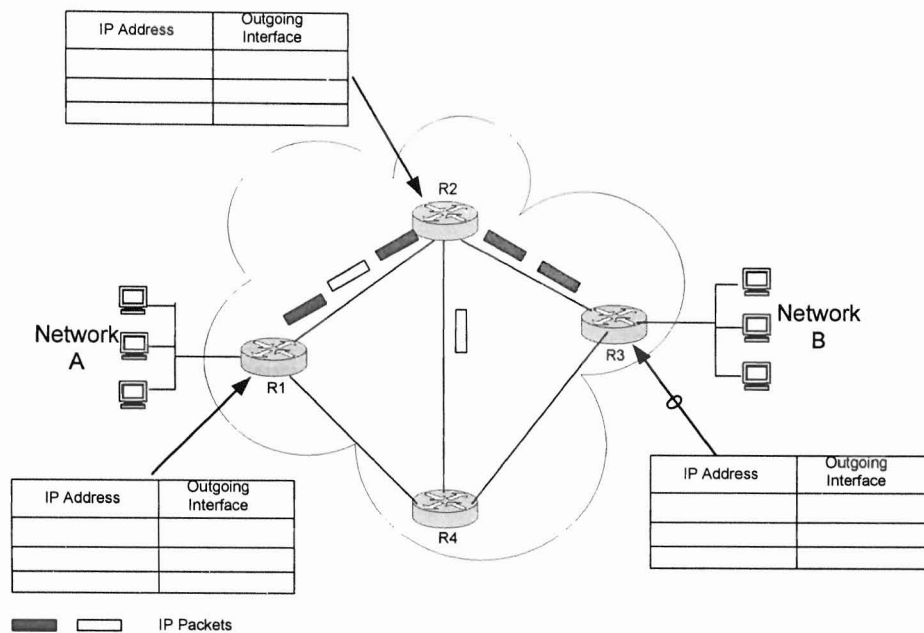 IP Address Outgoing Interface
R2
Network A
R1
R3
Network B
IP Address Outgoing Interface
R4
IP Address Outgoing Interface
IP Packets